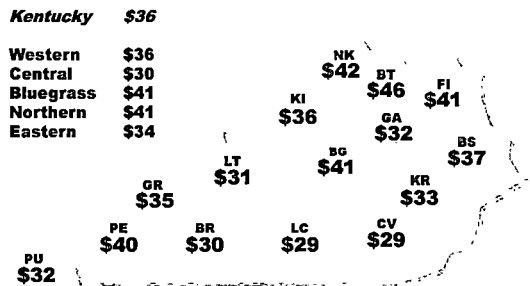 Kentucky $36
Western $36
Central $30
Bluegrass $41
Northern $41
Eastern $34
NK
$42
BT
$46
FI
$41
KI
$36
GA
$32
BS
$37
BG
$41
LT
$31
KR
$33
GR
$35
PE
$40
BR
$30
LC
$29
CV
$29
PU
$32